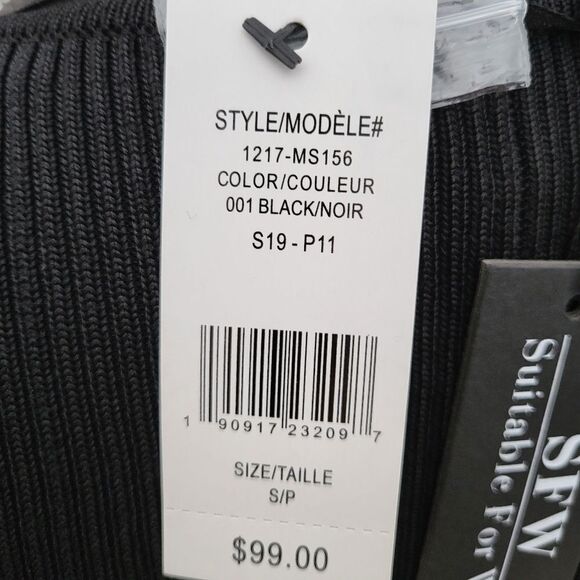 STYLE/MODÈLE#
1217-MS156
COLOR/COULEUR
001 BLACK/NOIR
S19 - P11
1 90917 23209 7
SIZE/TAILLE
S/P
$99.00
SFW
Suitable For